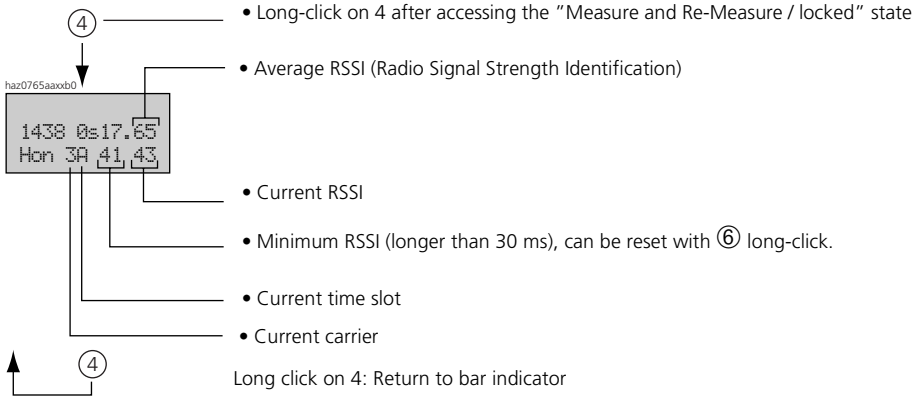 ④ • Long-click on 4 after accessing the "Measure and Re-Measure / locked" state
• Average RSSI (Radio Signal Strength Identification)
haz0765aaxxb0
1438 0s17.65
Hon 3A 41 43
• Current RSSI
• Minimum RSSI (longer than 30 ms), can be reset with ⑥ long-click.
• Current time slot
• Current carrier
④ Long click on 4: Return to bar indicator